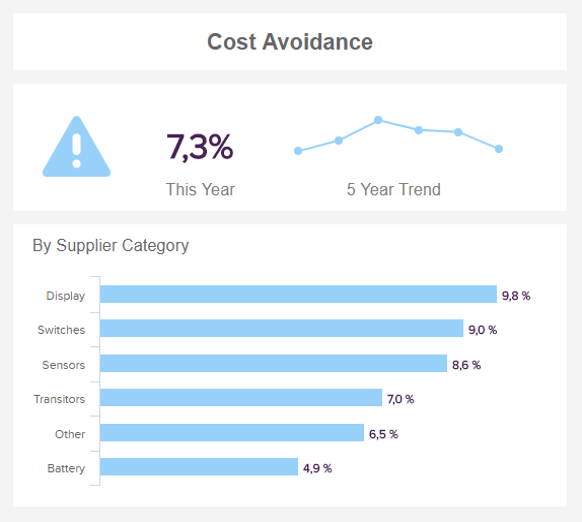 Cost Avoidance
7,3%
This Year
5 Year Trend
By Supplier Category
Display 9,8 %
Switches 9,0 %
Sensors 8,6 %
Transitors 7,0 %
Other 6,5 %
Battery 4,9 %